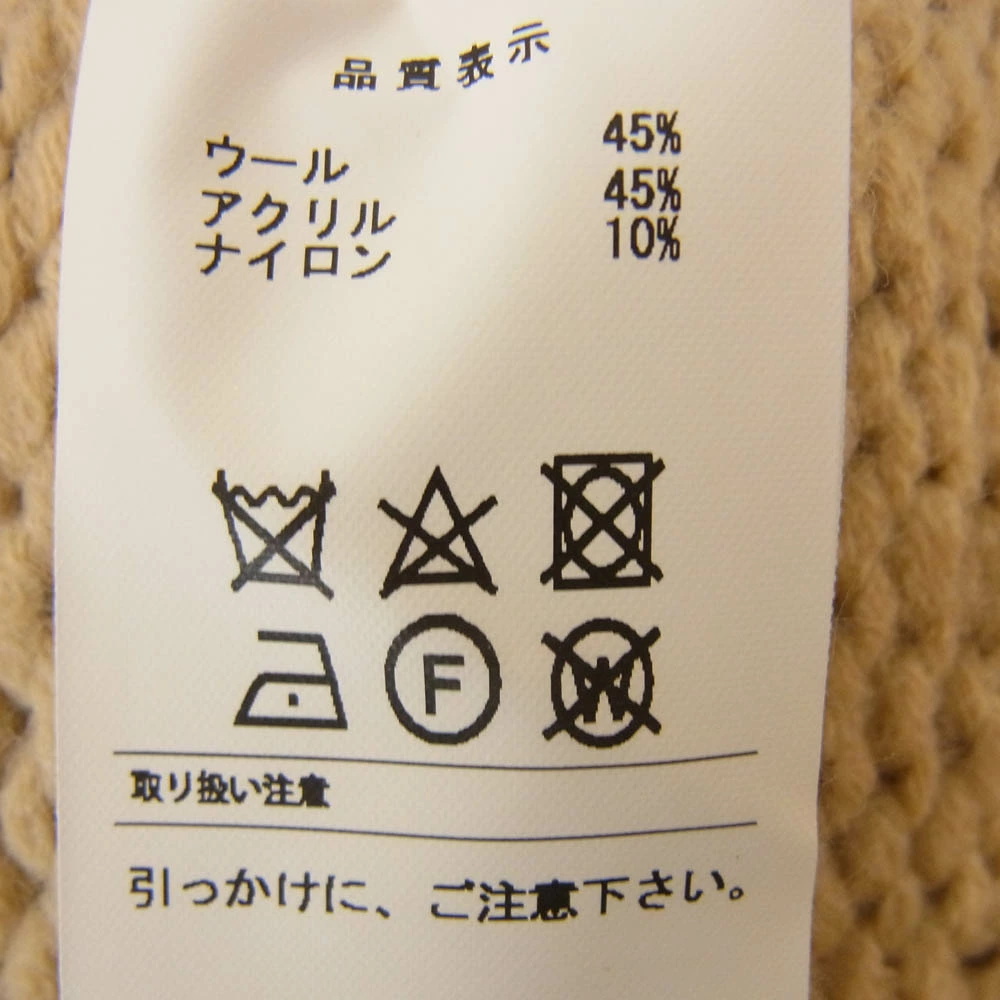 品質表示
ウール 45%
アクリル 45%
ナイロン 10%
F W
取り扱い注意
引っかけに、ご注意下さい。